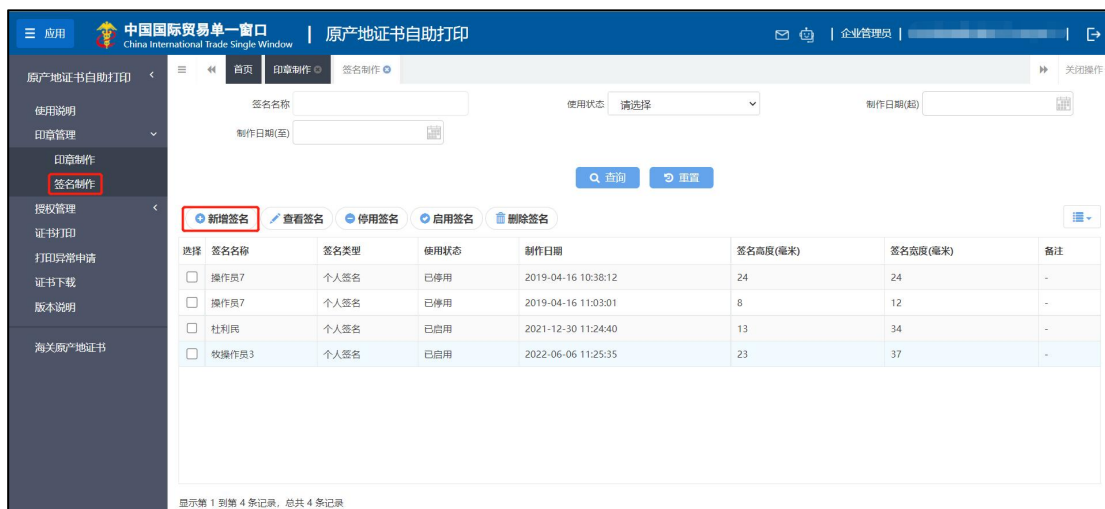 应用 中国国际贸易单一窗口 | 原产地证书自助打印 | 企业管理员 |
China International Trade Single Window
原产地证书自助打印
首页 印章制作 签名制作 关闭操作
使用说明
签名名称 使用状态 请选择 制作日期(起)
印章管理
制作日期(至)
印章制作
签名制作
查询 重置
授权管理
新增签名 查看签名 停用签名 启用签名 删除签名
证书打印
选择 签名名称 签名类型 使用状态 制作日期 签名高度(毫米) 签名宽度(毫米) 备注
打印异常申请
操作员7 个人签名 已停用 2019-04-16 10:38:12 24 24 -
证书下载
操作员7 个人签名 已停用 2019-04-16 11:03:01 8 12 -
版本说明
杜利民 个人签名 已启用 2021-12-30 11:24:40 13 34 -
海关原产地证书
牧操作员3 个人签名 已启用 2022-06-06 11:25:35 23 37 -
显示第 1 到第 4 条记录，总共 4 条记录